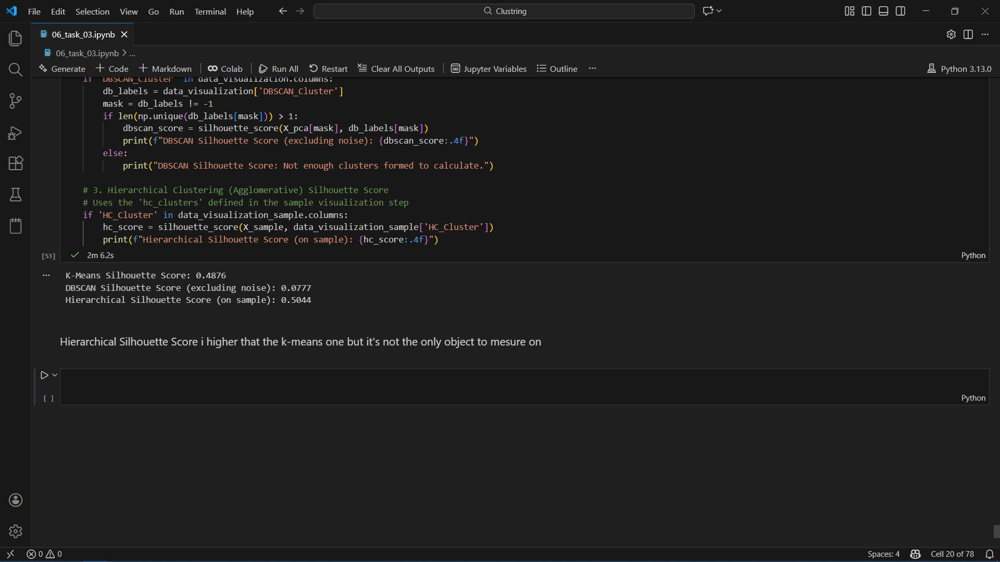 File Edit Selection View Go Run Terminal Help
Clustring
06_task_03.ipynb
06_task_03.ipynb > ...
Generate + Code + Markdown Colab Run All Restart Clear All Outputs Jupyter Variables Outline ... Python 3.13.0
if 'DBSCAN_Cluster' in data_visualization.columns:
db_labels = data_visualization['DBSCAN_Cluster']
mask = db_labels != -1
if len(np.unique(db_labels[mask])) > 1:
dbscan_score = silhouette_score(X_pca[mask], db_labels[mask])
print(f"DBSCAN Silhouette Score (excluding noise): {dbscan_score:.4f}")
else:
print("DBSCAN Silhouette Score: Not enough clusters formed to calculate.")
# 3. Hierarchical Clustering (Agglomerative) Silhouette Score
# Uses the 'hc_clusters' defined in the sample visualization step
if 'HC_Cluster' in data_visualization_sample.columns:
hc_score = silhouette_score(X_sample, data_visualization_sample['HC_Cluster'])
print(f"Hierarchical Silhouette Score (on sample): {hc_score:.4f}")
[53] 2m 6.2s Python
... K-Means Silhouette Score: 0.4876
DBSCAN Silhouette Score (excluding noise): 0.0777
Hierarchical Silhouette Score (on sample): 0.5044
Hierarchical Silhouette Score i higher that the k-means one but it's not the only object to mesure on
[ ] Python
0 0 Spaces: 4 Cell 20 of 78